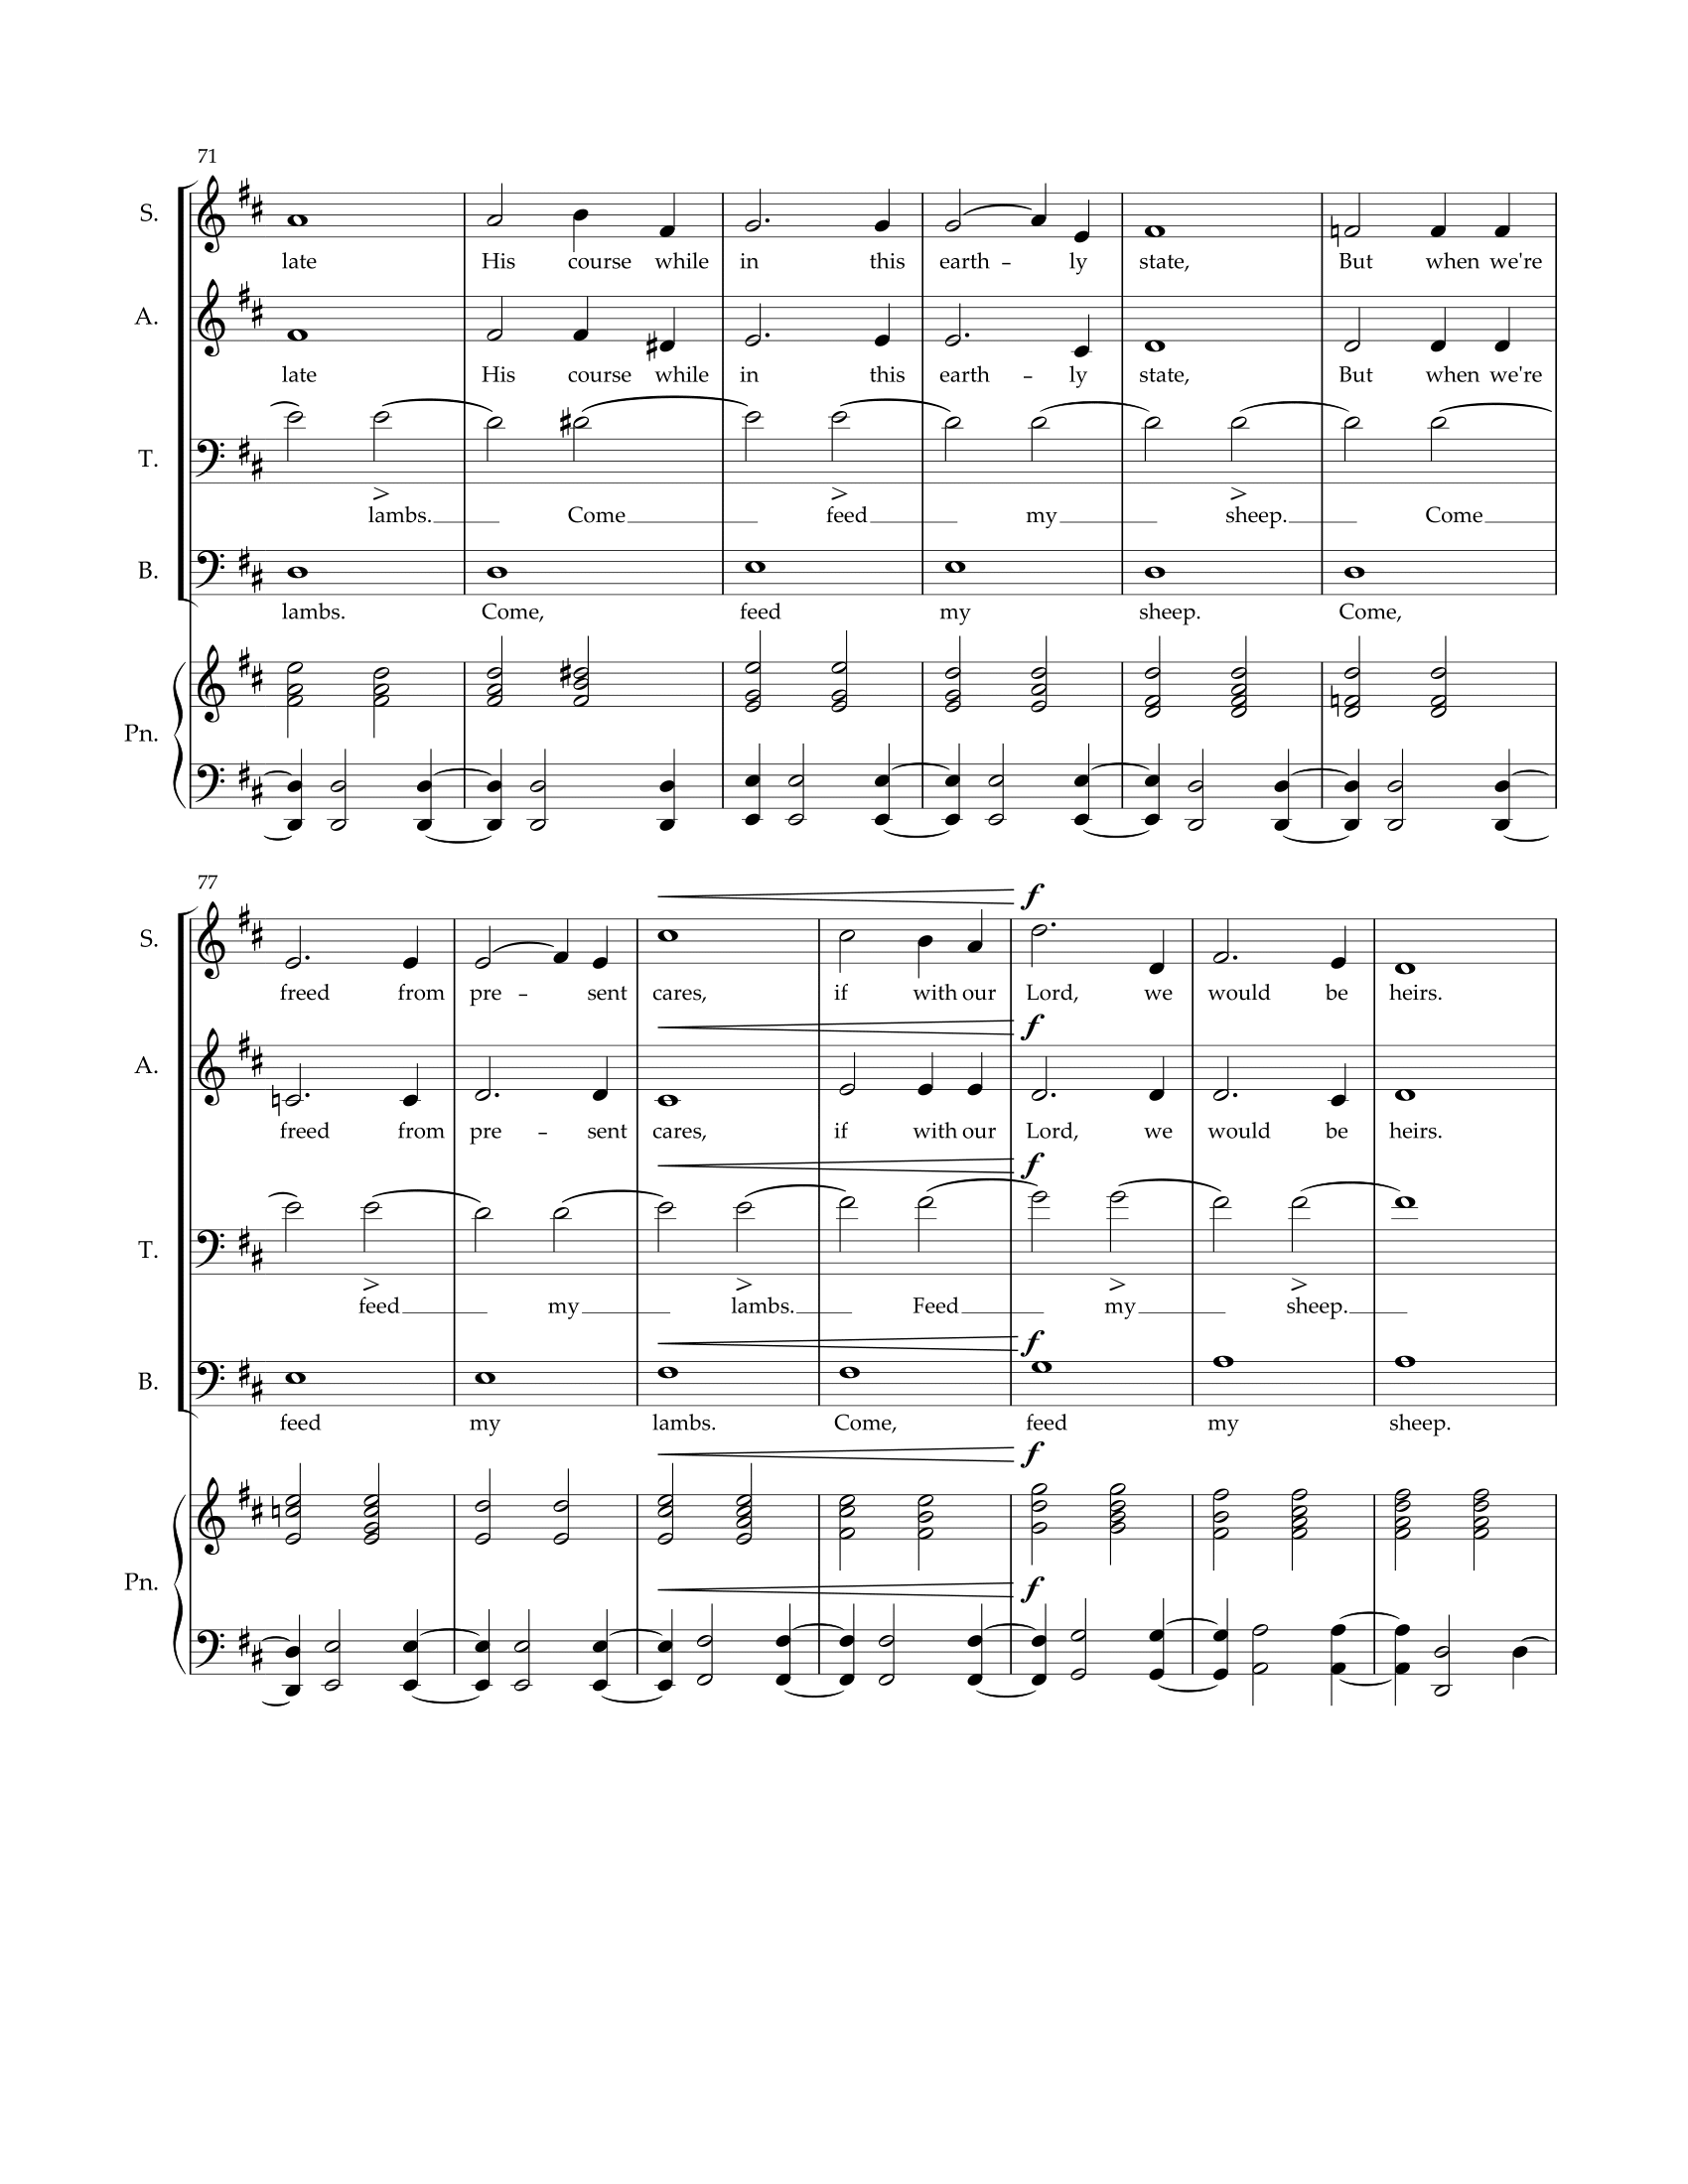 71
S.
late His course while in this earth - ly state, But when we're
A.
late His course while in this earth - ly state, But when we're
T.
lambs. Come feed my sheep. Come
B.
lambs. Come, feed my sheep. Come,
Pn.
77
f
S.
freed from pre - sent cares, if with our Lord, we would be heirs.
f
A.
freed from pre - sent cares, if with our Lord, we would be heirs.
f
T.
feed my lambs. Feed my sheep.
f
B.
feed my lambs. Come, feed my sheep.
f
Pn.
f